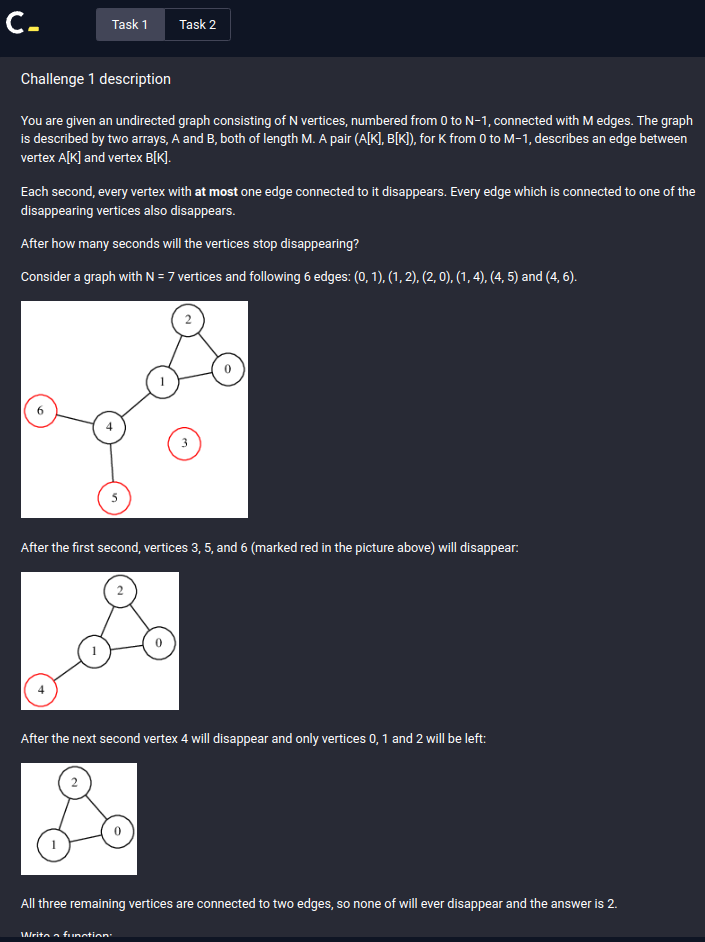 C_
Task 1 Task 2
Challenge 1 description
You are given an undirected graph consisting of N vertices, numbered from 0 to N−1, connected with M edges. The graph
is described by two arrays, A and B, both of length M. A pair (A[K], B[K]), for K from 0 to M−1, describes an edge between
vertex A[K] and vertex B[K].
Each second, every vertex with at most one edge connected to it disappears. Every edge which is connected to one of the
disappearing vertices also disappears.
After how many seconds will the vertices stop disappearing?
Consider a graph with N = 7 vertices and following 6 edges: (0, 1), (1, 2), (2, 0), (1, 4), (4, 5) and (4, 6).
2
0
1
6
4
3
5
After the first second, vertices 3, 5, and 6 (marked red in the picture above) will disappear:
2
0
1
4
After the next second vertex 4 will disappear and only vertices 0, 1 and 2 will be left:
2
0
1
All three remaining vertices are connected to two edges, so none of will ever disappear and the answer is 2.
Write a function: